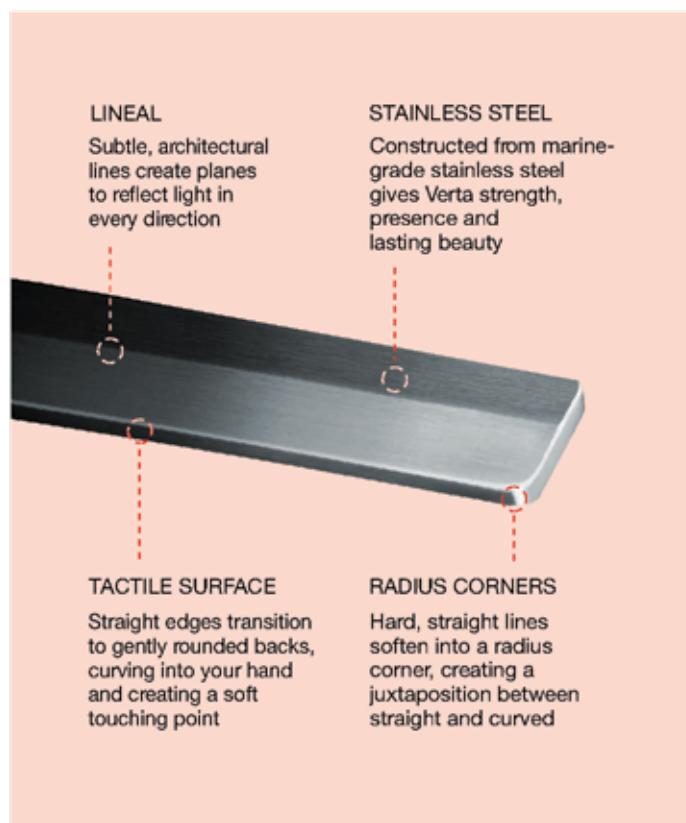 LINEAL
Subtle, architectural
lines create planes
to reflect light in
every direction
STAINLESS STEEL
Constructed from marine-
grade stainless steel
gives Verta strength,
presence and
lasting beauty
TACTILE SURFACE
Straight edges transition
to gently rounded backs,
curving into your hand
and creating a soft
touching point
RADIUS CORNERS
Hard, straight lines
soften into a radius
corner, creating a
juxtaposition between
straight and curved